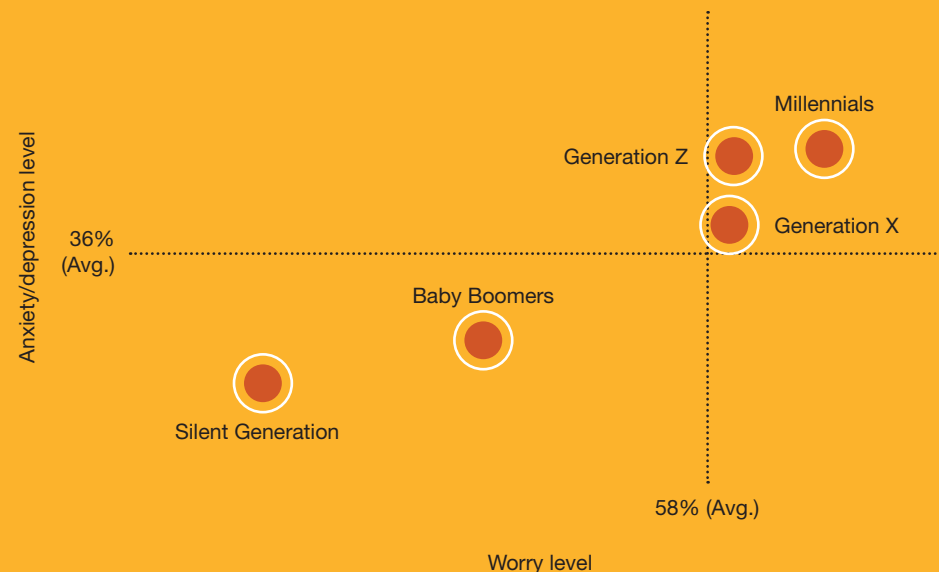 Millennials
Generation Z
Generation X
Anxiety/depression level
36%
(Avg.)
Baby Boomers
Silent Generation
58% (Avg.)
Worry level